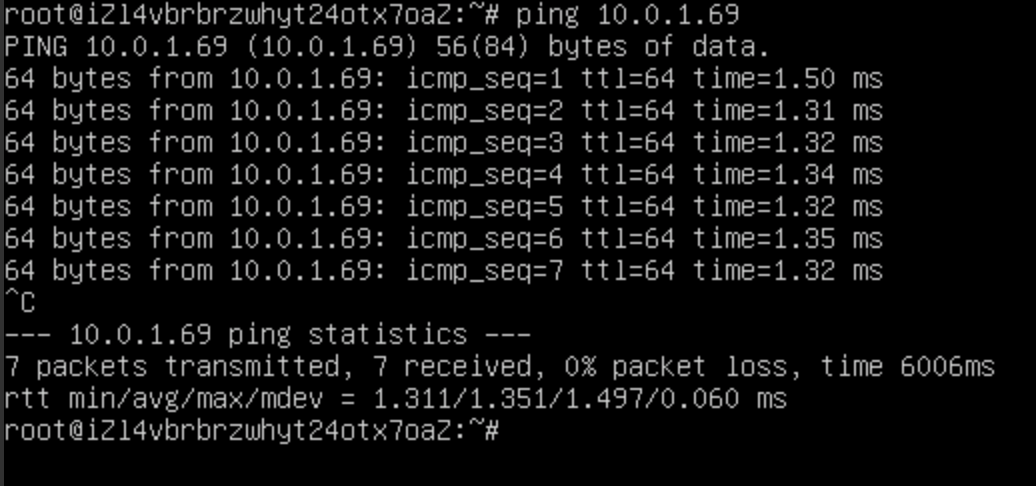 root@iZl4vbrbrzwhyt24otx7oaZ:~# ping 10.0.1.69
PING 10.0.1.69 (10.0.1.69) 56(84) bytes of data.
64 bytes from 10.0.1.69: icmp_seq=1 ttl=64 time=1.50 ms
64 bytes from 10.0.1.69: icmp_seq=2 ttl=64 time=1.31 ms
64 bytes from 10.0.1.69: icmp_seq=3 ttl=64 time=1.32 ms
64 bytes from 10.0.1.69: icmp_seq=4 ttl=64 time=1.34 ms
64 bytes from 10.0.1.69: icmp_seq=5 ttl=64 time=1.32 ms
64 bytes from 10.0.1.69: icmp_seq=6 ttl=64 time=1.35 ms
64 bytes from 10.0.1.69: icmp_seq=7 ttl=64 time=1.32 ms
^C
--- 10.0.1.69 ping statistics ---
7 packets transmitted, 7 received, 0% packet loss, time 6006ms
rtt min/avg/max/mdev = 1.311/1.351/1.497/0.060 ms
root@iZl4vbrbrzwhyt24otx7oaZ:~#